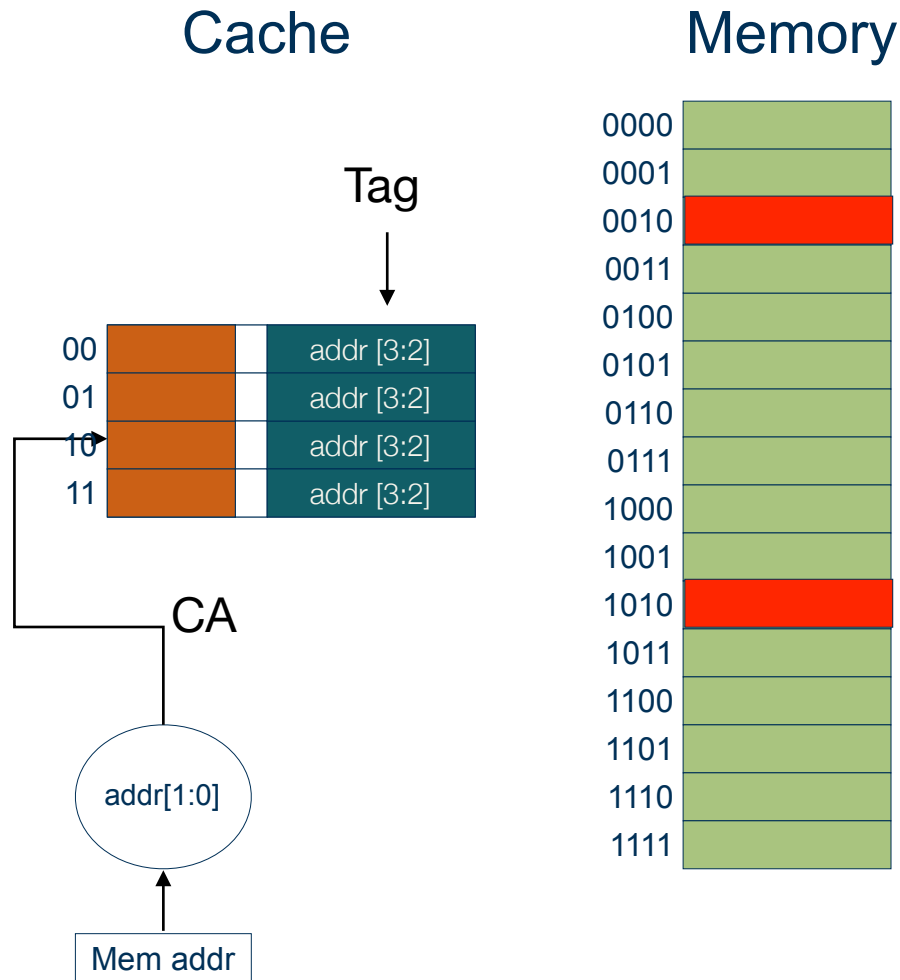 Cache
Memory
Tag
00 addr [3:2]
01 addr [3:2]
10 addr [3:2]
11 addr [3:2]
CA
addr[1:0]
Mem addr
0000
0001
0010
0011
0100
0101
0110
0111
1000
1001
1010
1011
1100
1101
1110
1111